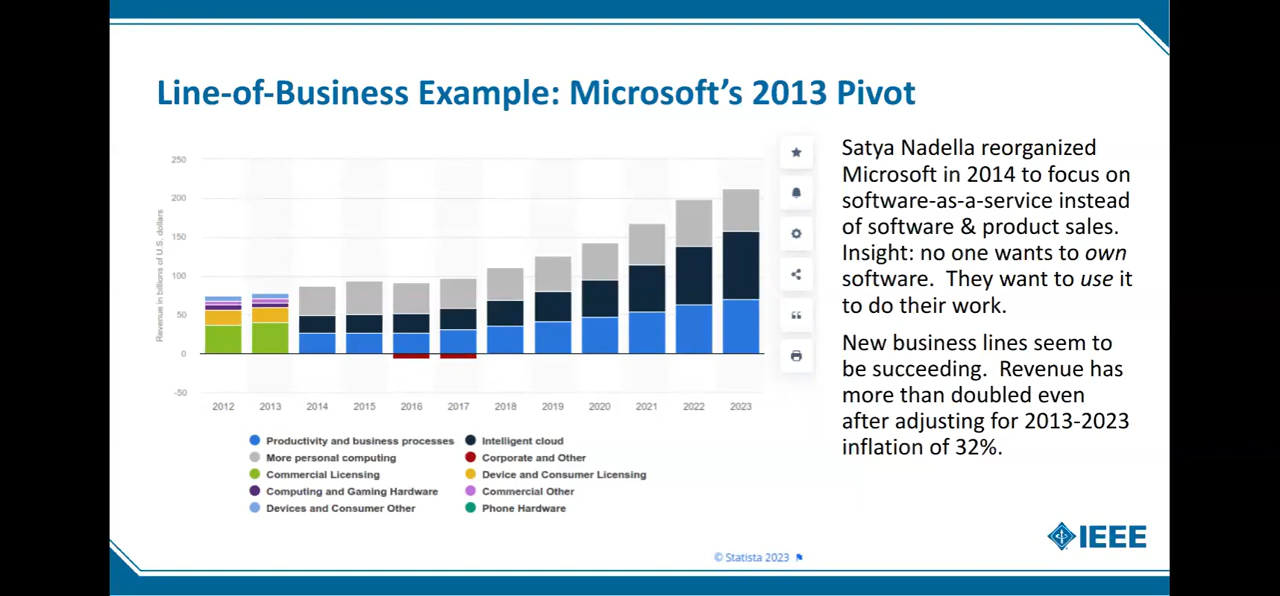 Line-of-Business Example: Microsoft's 2013 Pivot
Revenue in billions of U.S. dollars
250
200
150
100
50
0
-50
2012 2013 2014 2015 2016 2017 2018 2019 2020 2021 2022 2023
Productivity and business processes Intelligent cloud
More personal computing Corporate and Other
Commercial Licensing Device and Consumer Licensing
Computing and Gaming Hardware Commercial Other
Devices and Consumer Other Phone Hardware
© Statista 2023
Satya Nadella reorganized
Microsoft in 2014 to focus on
software-as-a-service instead
of software & product sales.
Insight: no one wants to own
software. They want to use it
to do their work.
New business lines seem to
be succeeding. Revenue has
more than doubled even
after adjusting for 2013-2023
inflation of 32%.
IEEE